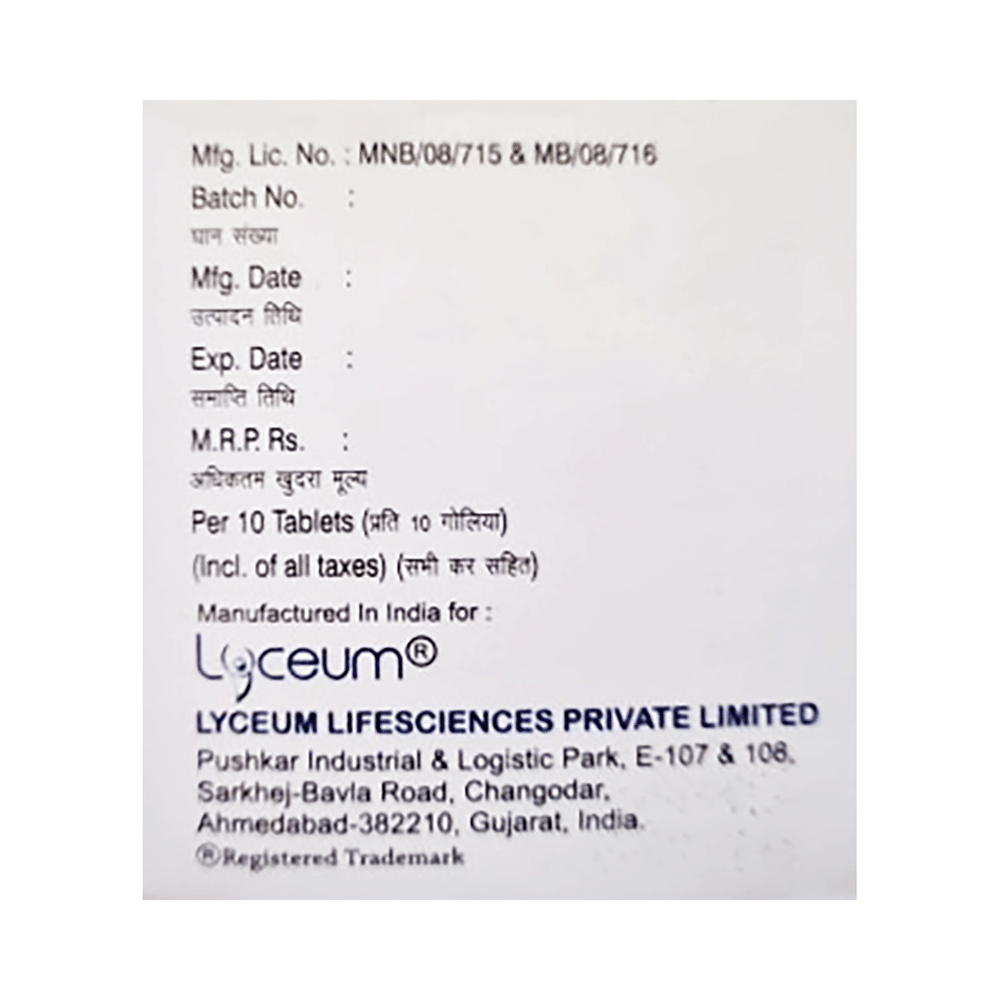 Mfg. Lic. No. : MNB/08/715 & MB/08/716
Batch No. :
घान संख्या
Mfg. Date :
उत्पादन तिथि
Exp. Date :
समाप्ति तिथि
M.R.P. Rs. :
अधिकतम खुदरा मूल्य
Per 10 Tablets (प्रति 10 गोलिया)
(Incl. of all taxes) (सभी कर सहित)
Manufactured In India for :
Lyceum®
LYCEUM LIFESCIENCES PRIVATE LIMITED
Pushkar Industrial & Logistic Park, E-107 & 108,
Sarkhej-Bavla Road, Changodar,
Ahmedabad-382210, Gujarat, India.
®Registered Trademark